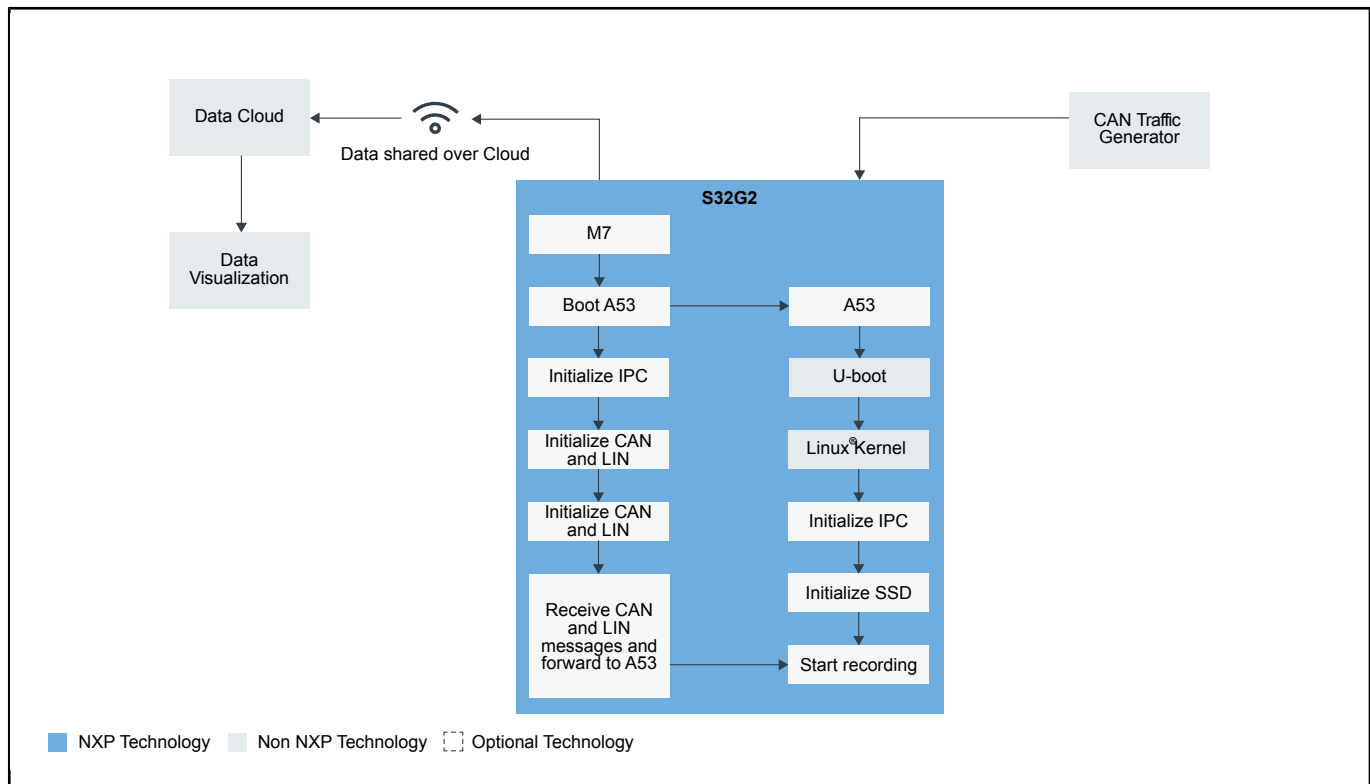 Data Cloud
Data shared over Cloud
CAN Traffic
Generator
Data
Visualization
S32G2
M7
Boot A53
A53
Initialize IPC
U-boot
Initialize CAN
and LIN
Linux® Kernel
Initialize CAN
and LIN
Initialize IPC
Receive CAN
and LIN
messages and
forward to A53
Initialize SSD
Start recording
NXP Technology
Non NXP Technology
Optional Technology